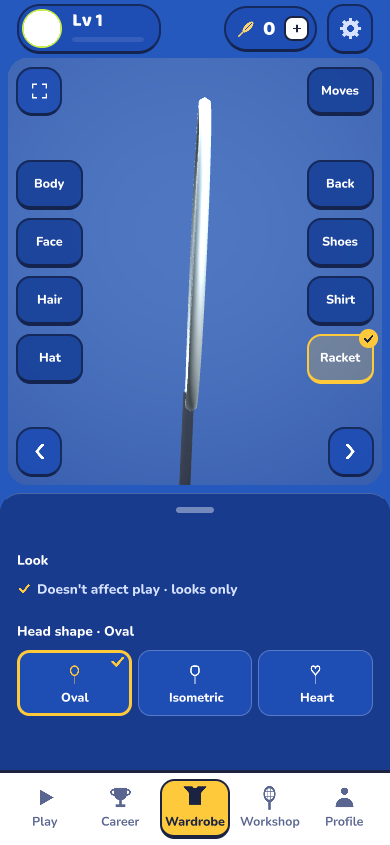 Lv 1
0
+
Moves
Body
Back
Face
Shoes
Hair
Shirt
Hat
Racket
Look
Doesn't affect play · looks only
Head shape · Oval
Oval
Isometric
Heart
Play
Career
Wardrobe
Workshop
Profile